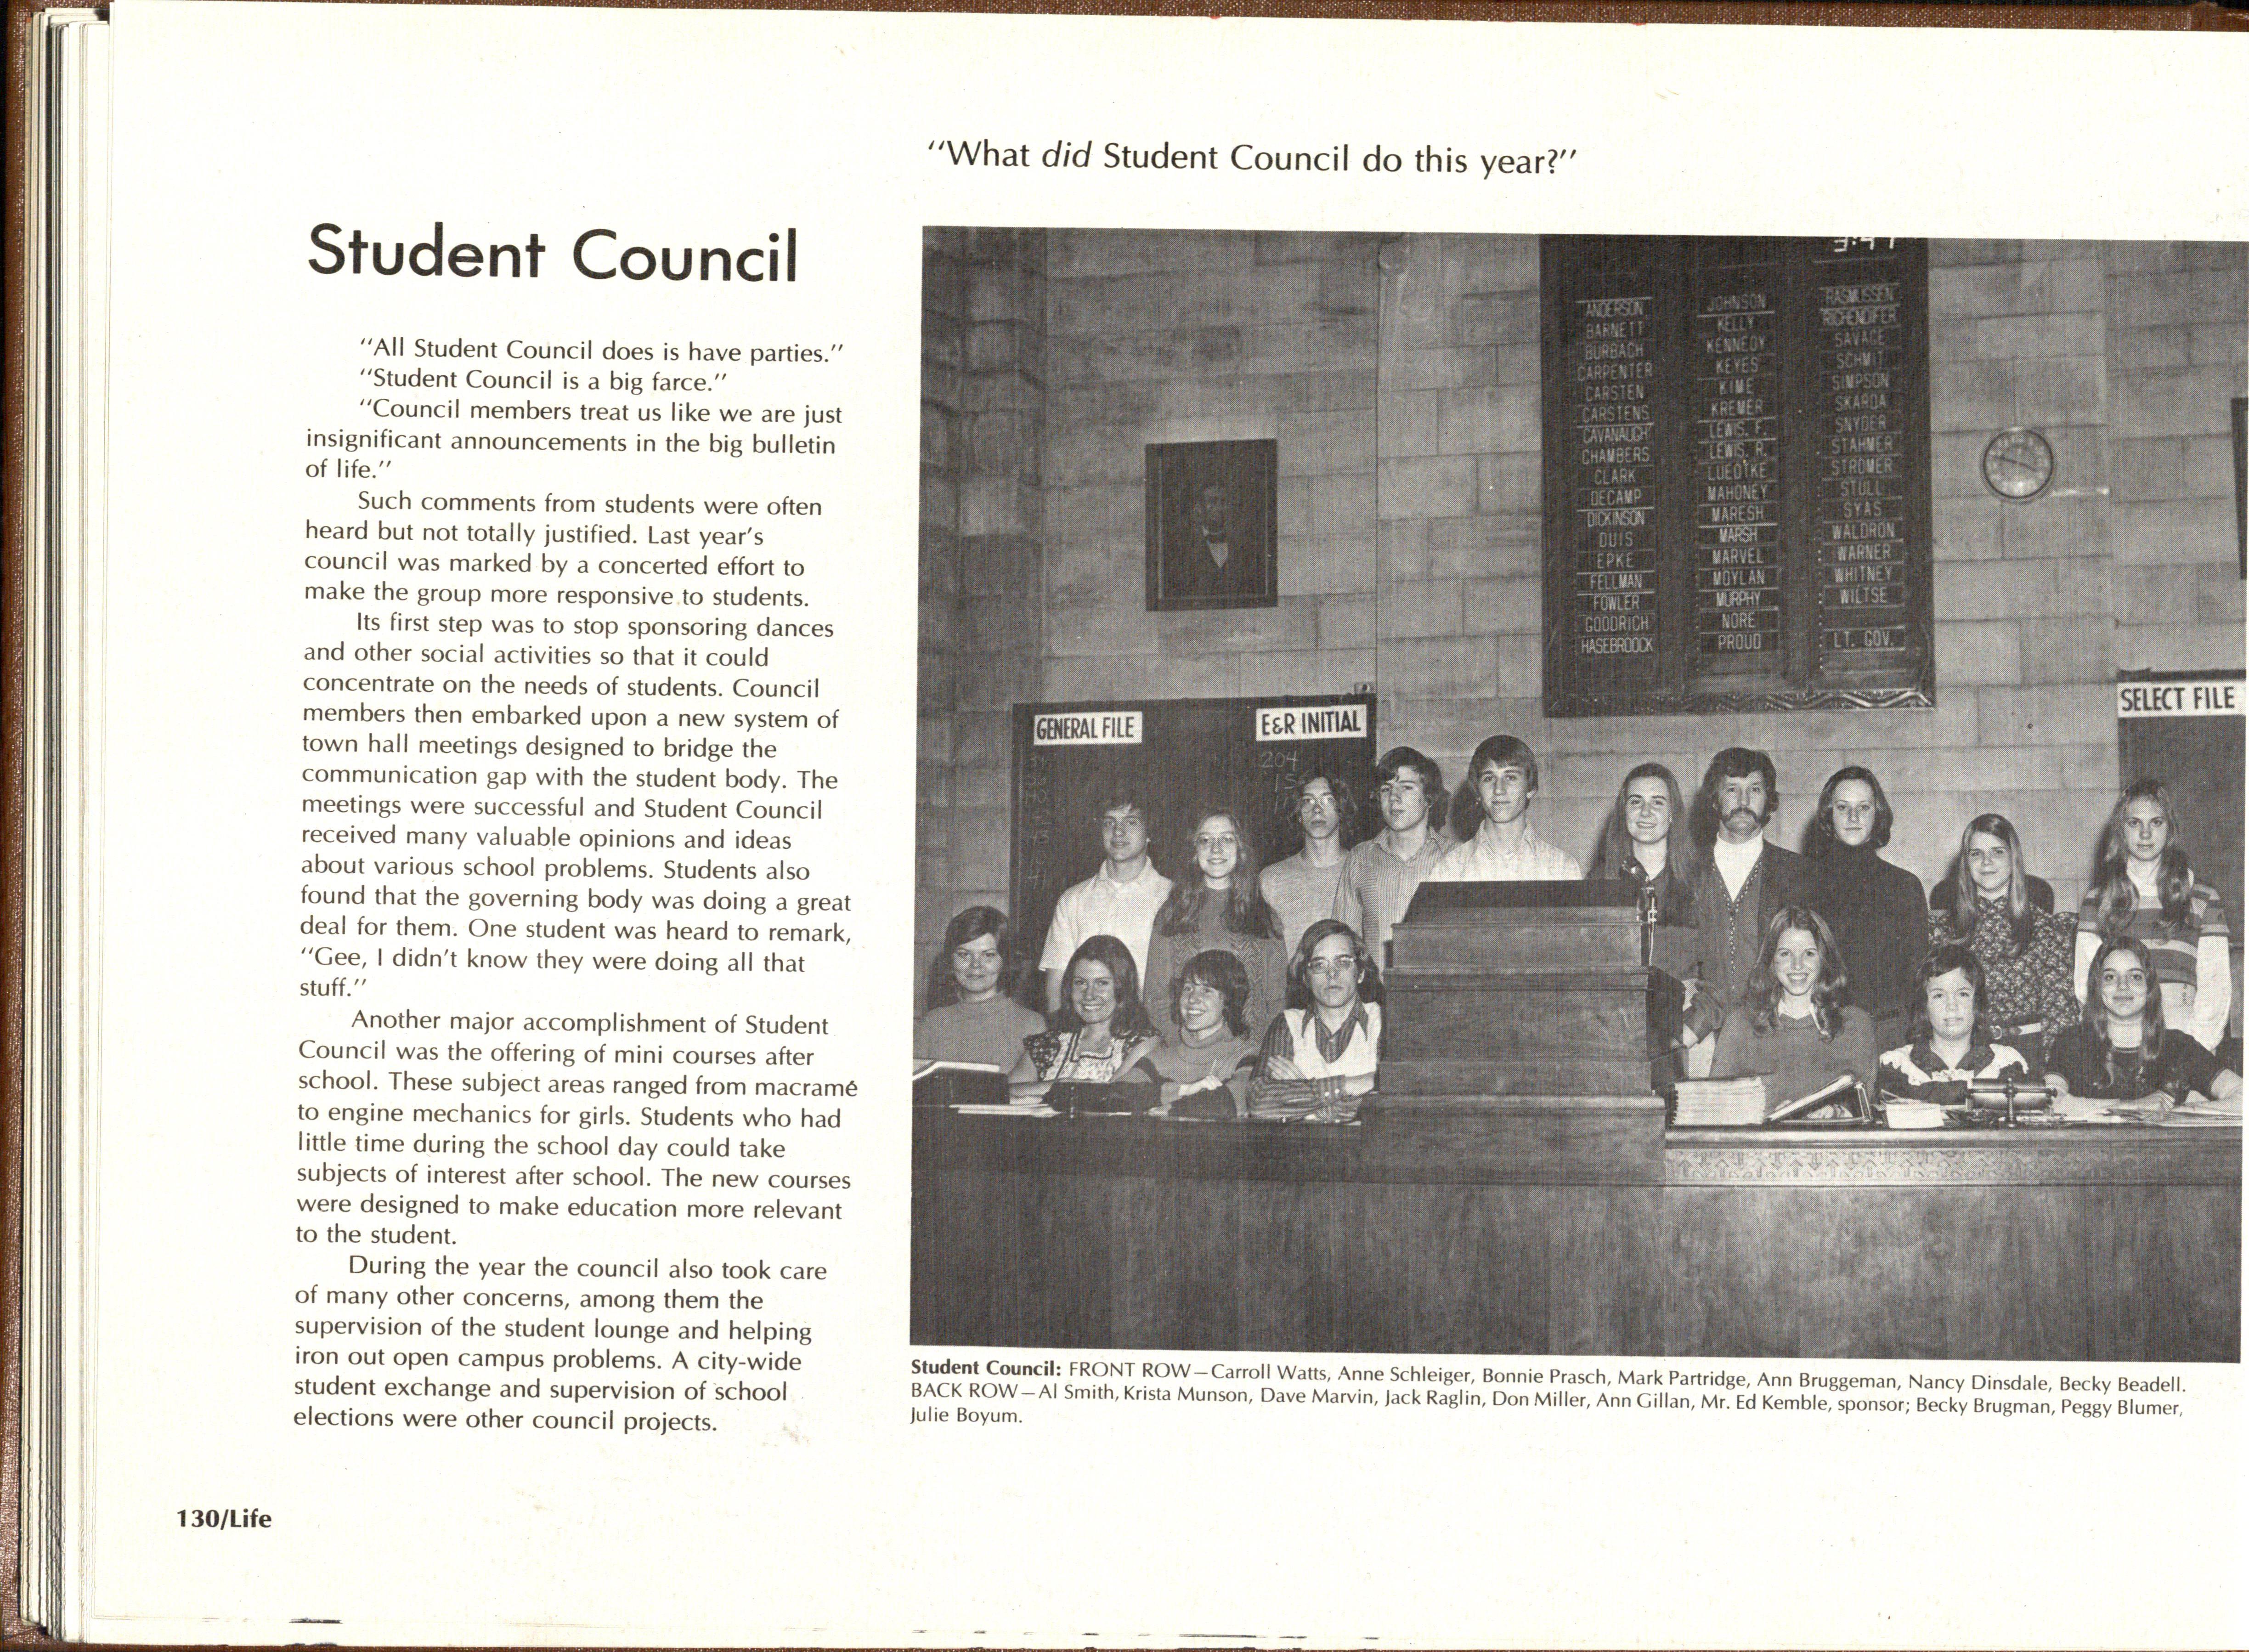 "What did Student Council do this year?"
Student Council
"All Student Council does is have parties."
"Student Council is a big farce."
"Council members treat us like we are just
insignificant announcements in the big bulletin
of life."
Such comments from students were often
heard but not totally justified. Last year's
council was marked by a concerted effort to
make the group more responsive to students.
Its first step was to stop sponsoring dances
and other social activities so that it could
concentrate on the needs of students. Council
members then embarked upon a new system of
town hall meetings designed to bridge the
communication gap with the student body. The
meetings were successful and Student Council
received many valuable opinions and ideas
about various school problems. Students also
found that the governing body was doing a great
deal for them. One student was heard to remark,
"Gee, I didn't know they were doing all that
stuff."
Another major accomplishment of Student
Council was the offering of mini courses after
school. These subject areas ranged from macramé
to engine mechanics for girls. Students who had
little time during the school day could take
subjects of interest after school. The new courses
were designed to make education more relevant
to the student.
During the year the council also took care
of many other concerns, among them the
supervision of the student lounge and helping
iron out open campus problems. A city-wide
student exchange and supervision of school
elections were other council projects.
ANDERSON
BARNETT
BURBACH
CARPENTER
CARSTEN
CARSTENS
CAVANAUGH
CHAMBERS
CLARK
DECAMP
DICKINSON
DUIS
EPKE
FELLMAN
FOWLER
GOODRICH
HASEBROOCK
JOHNSON
KELLY
KENNEDY
KEYES
KIME
KREMER
LEWIS, F.
LEWIS, R.
LUEDTKE
MAHONEY
MARESH
MARSH
MARVEL
MOYLAN
MURPHY
NORE
PROUD
RASMUSSEN
RICHENDIFER
SAVAGE
SCHMIT
SIMPSON
SKARDA
SNYDER
STAHMER
STROMER
STULL
SYAS
WALDRON
WARNER
WHITNEY
WILTSE
LT. GOV.
GENERAL FILE
E&R INITIAL
204
SELECT FILE
Student Council: FRONT ROW—Carroll Watts, Anne Schleiger, Bonnie Prasch, Mark Partridge, Ann Bruggeman, Nancy Dinsdale, Becky Beadell.
BACK ROW—Al Smith, Krista Munson, Dave Marvin, Jack Raglin, Don Miller, Ann Gillan, Mr. Ed Kemble, sponsor; Becky Brugman, Peggy Blumer,
Julie Boyum.
130/Life